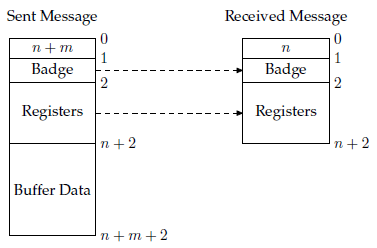 Sent Message
n + m
0
Badge
1
Registers
2
n + 2
Buffer Data
n + m + 2
Received Message
n
0
Badge
1
Registers
2
n + 2